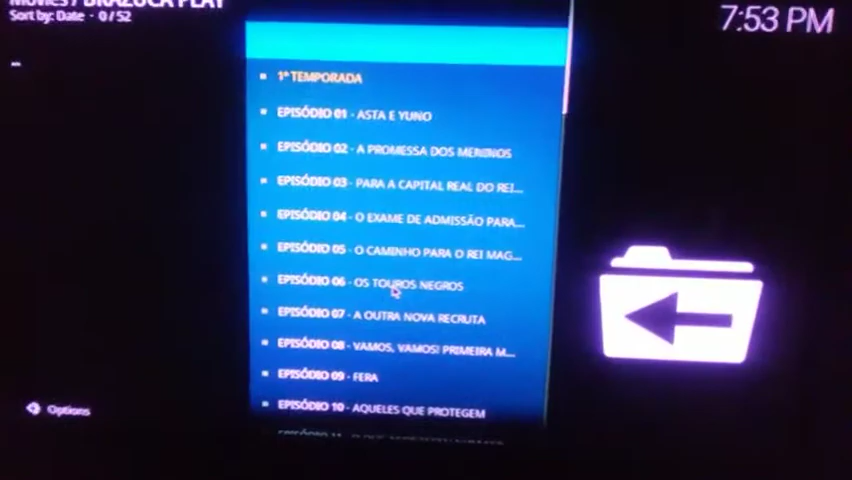 Movies / BRAZUCA PLAY
Sort by: Date · 0 / 52
7:53 PM
1ª TEMPORADA
EPISÓDIO 01 - ASTA E YUNO
EPISÓDIO 02 - A PROMESSA DOS MENINOS
EPISÓDIO 03 - PARA A CAPITAL REAL DO REI...
EPISÓDIO 04 - O EXAME DE ADMISSÃO PARA...
EPISÓDIO 05 - O CAMINHO PARA O REI MAG...
EPISÓDIO 06 - OS TOUROS NEGROS
EPISÓDIO 07 - A OUTRA NOVA RECRUTA
EPISÓDIO 08 - VAMOS, VAMOS! PRIMEIRA M...
EPISÓDIO 09 - FERA
EPISÓDIO 10 - AQUELES QUE PROTEGEM
Options